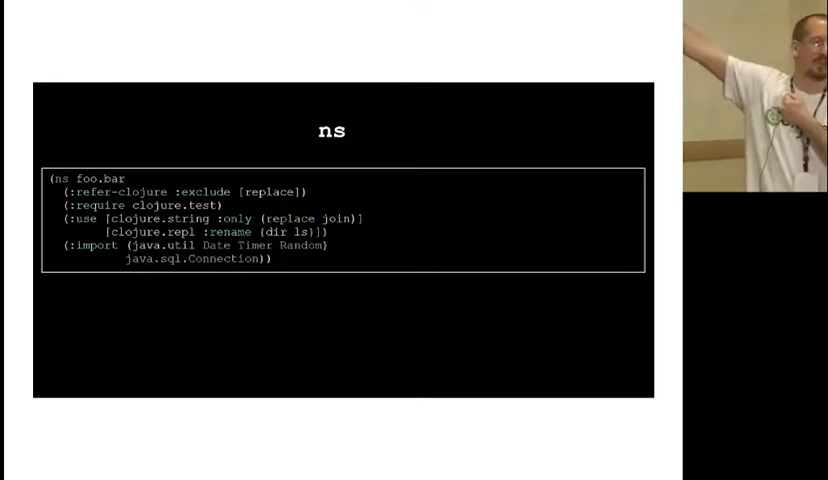 ns
(ns foo.bar
(:refer-clojure :exclude [replace])
(:require clojure.test)
(:use [clojure.string :only (replace join)]
[clojure.repl :rename {dir ls}])
(:import (java.util Date Timer Random)
java.sql.Connection))